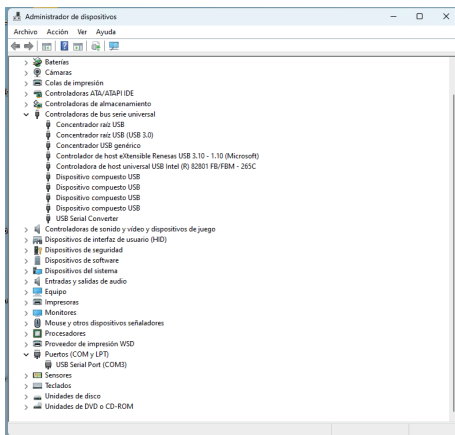 Administrador de dispositivos
Archivo Acción Ver Ayuda
Baterías
Cámaras
Colas de impresión
Controladoras ATA/ATAPI IDE
Controladoras de almacenamiento
Controladoras de bus serie universal
Concentrador raíz USB
Concentrador raíz USB (USB 3.0)
Concentrador USB genérico
Controlador de host eXtensible Renesas USB 3.10 - 1.10 (Microsoft)
Controladora de host universal USB Intel (R) 82801 FB/FBM - 265C
Dispositivo compuesto USB
Dispositivo compuesto USB
Dispositivo compuesto USB
Dispositivo compuesto USB
USB Serial Converter
Controladoras de sonido y vídeo y dispositivos de juego
Dispositivos de interfaz de usuario (HID)
Dispositivos de seguridad
Dispositivos de software
Dispositivos del sistema
Entradas y salidas de audio
Equipo
Impresoras
Monitores
Mouse y otros dispositivos señaladores
Procesadores
Proveedor de impresión WSD
Puertos (COM y LPT)
USB Serial Port (COM3)
Sensores
Teclados
Unidades de disco
Unidades de DVD o CD-ROM